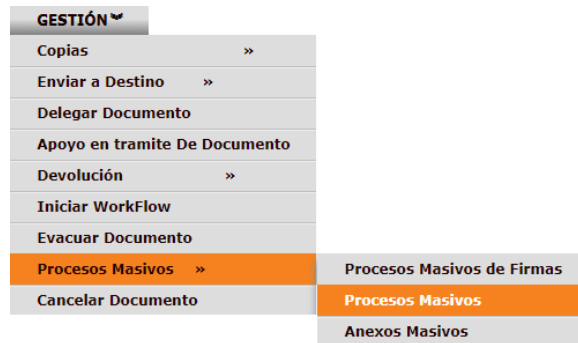 GESTIÓN
Copias »
Enviar a Destino »
Delegar Documento
Apoyo en tramite De Documento
Devolución »
Iniciar WorkFlow
Evacuar Documento
Procesos Masivos »
Procesos Masivos de Firmas
Cancelar Documento
Procesos Masivos
Anexos Masivos